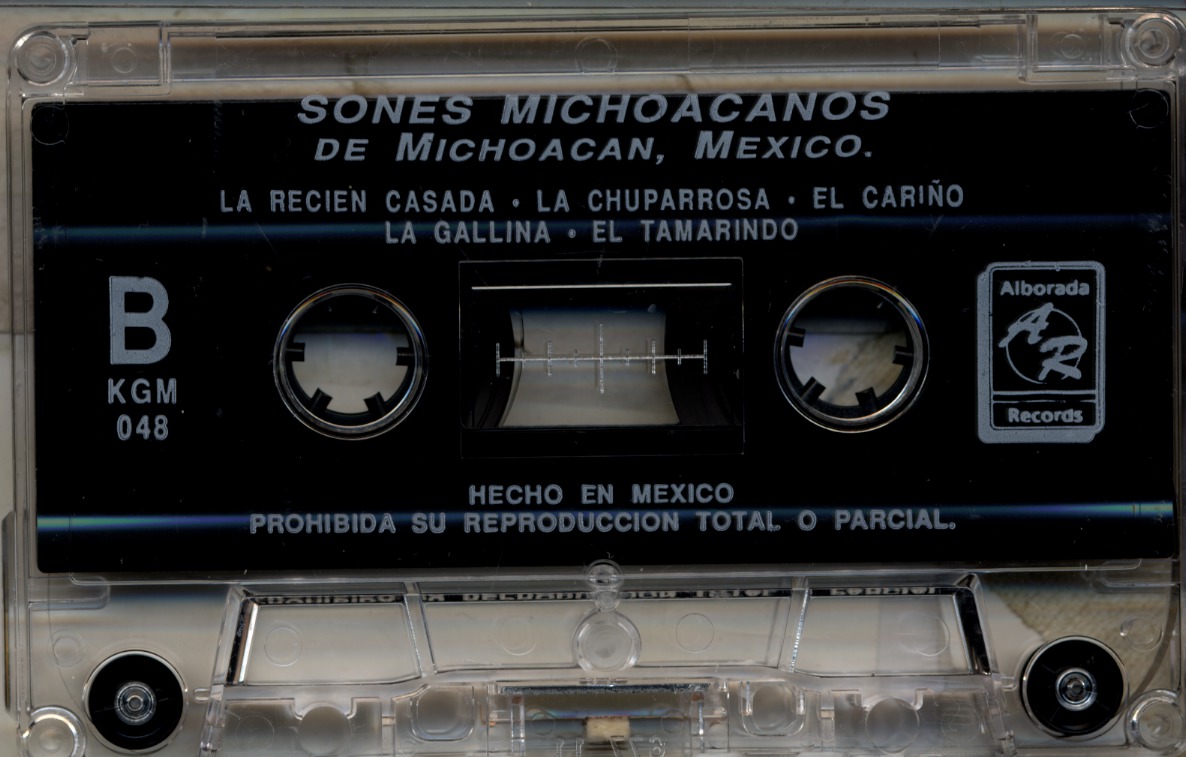 SONES MICHOACANOS
DE MICHOACAN, MEXICO.
LA RECIEN CASADA • LA CHUPARROSA • EL CARIÑO
LA GALLINA • EL TAMARINDO
B
KGM
048
Alborada
AR
Records
HECHO EN MEXICO
PROHIBIDA SU REPRODUCCION TOTAL O PARCIAL.